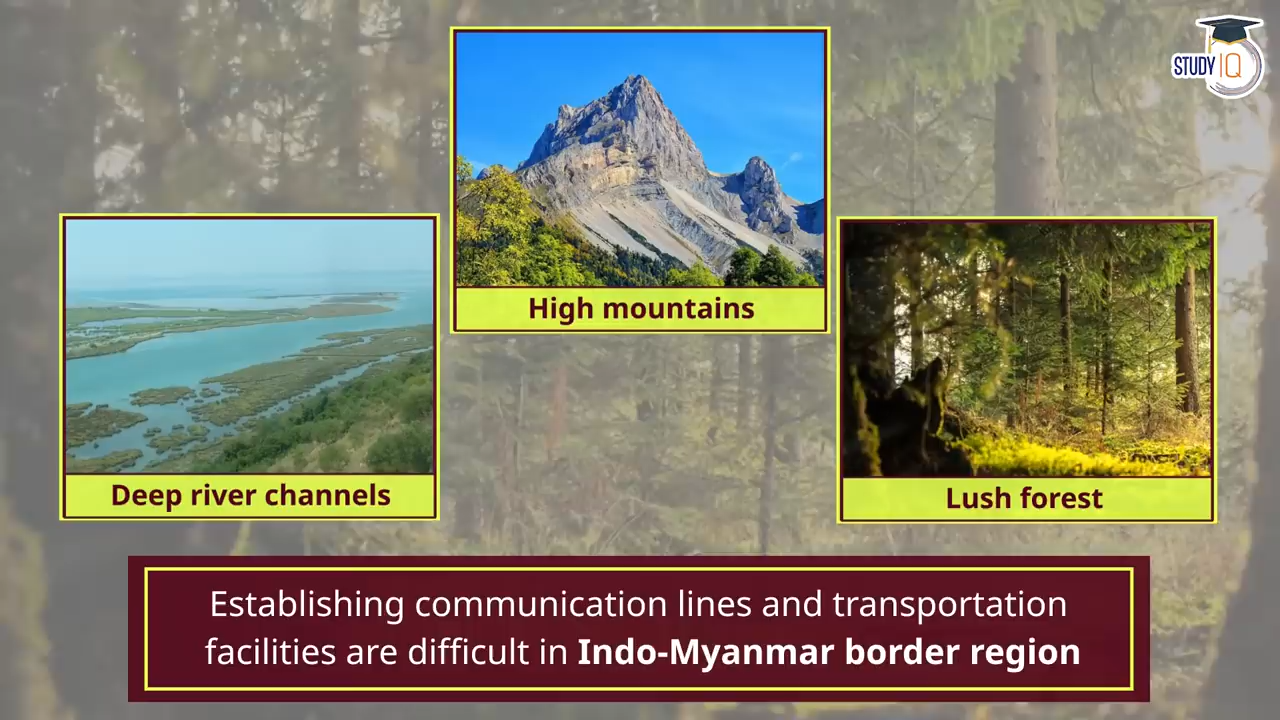 STUDY IQ
High mountains
Deep river channels
Lush forest
Establishing communication lines and transportation
facilities are difficult in Indo-Myanmar border region